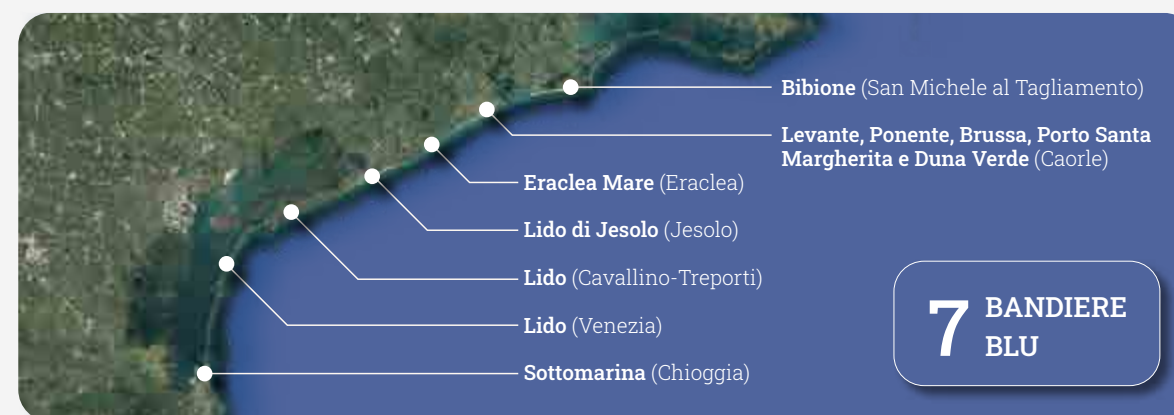 Bibione (San Michele al Tagliamento)
Levante, Ponente, Brussa, Porto Santa
Margherita e Duna Verde (Caorle)
Eraclea Mare (Eraclea)
Lido di Jesolo (Jesolo)
Lido (Cavallino-Treporti)
Lido (Venezia)
Sottomarina (Chioggia)
7 BANDIERE
BLU